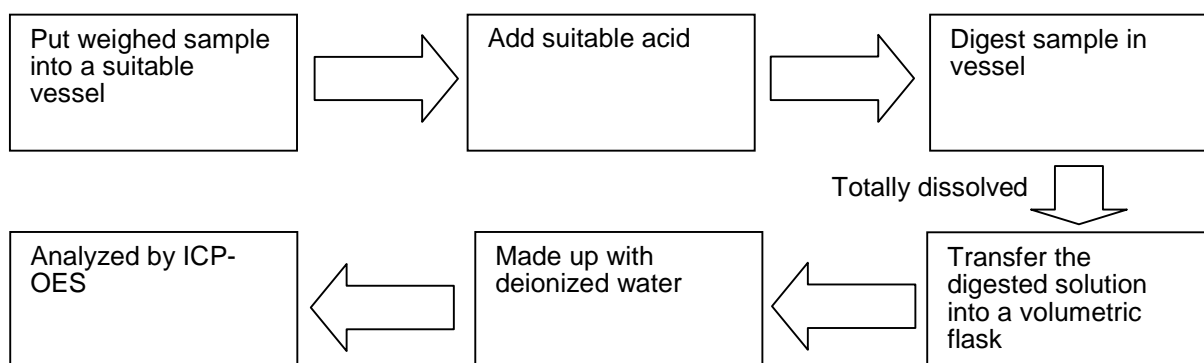 Put weighed sample
into a suitable
vessel
Add suitable acid
Digest sample in
vessel
Totally dissolved
Transfer the
digested solution
into a volumetric
flask
Made up with
deionized water
Analyzed by ICP-
OES